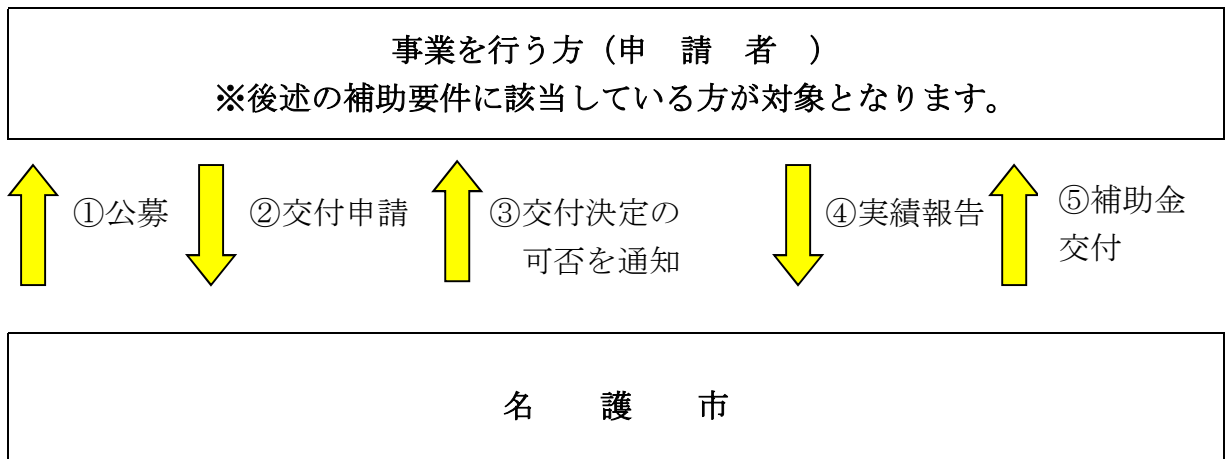 事業を行う方（申　請　者　）
※後述の補助要件に該当している方が対象となります。
①公募
②交付申請
③交付決定の
可否を通知
④実績報告
⑤補助金
交付
名　護　市